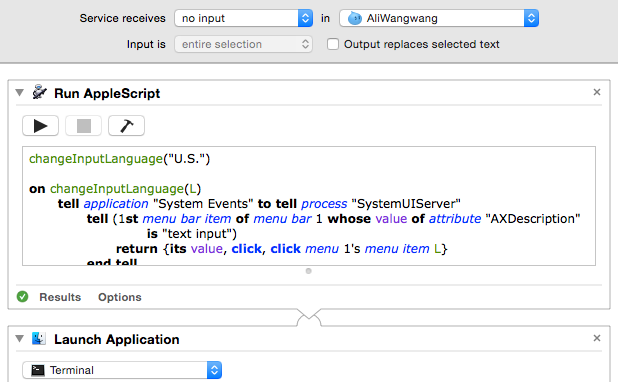 Service receives no input in AliWangwang
Input is entire selection Output replaces selected text
Run AppleScript
changeInputLanguage("U.S.")
on changeInputLanguage(L)
tell application "System Events" to tell process "SystemUIServer"
tell (1st menu bar item of menu bar 1 whose value of attribute "AXDescription"
is "text input")
return {its value, click, click menu 1's menu item L}
end tell
Results Options
Launch Application
Terminal